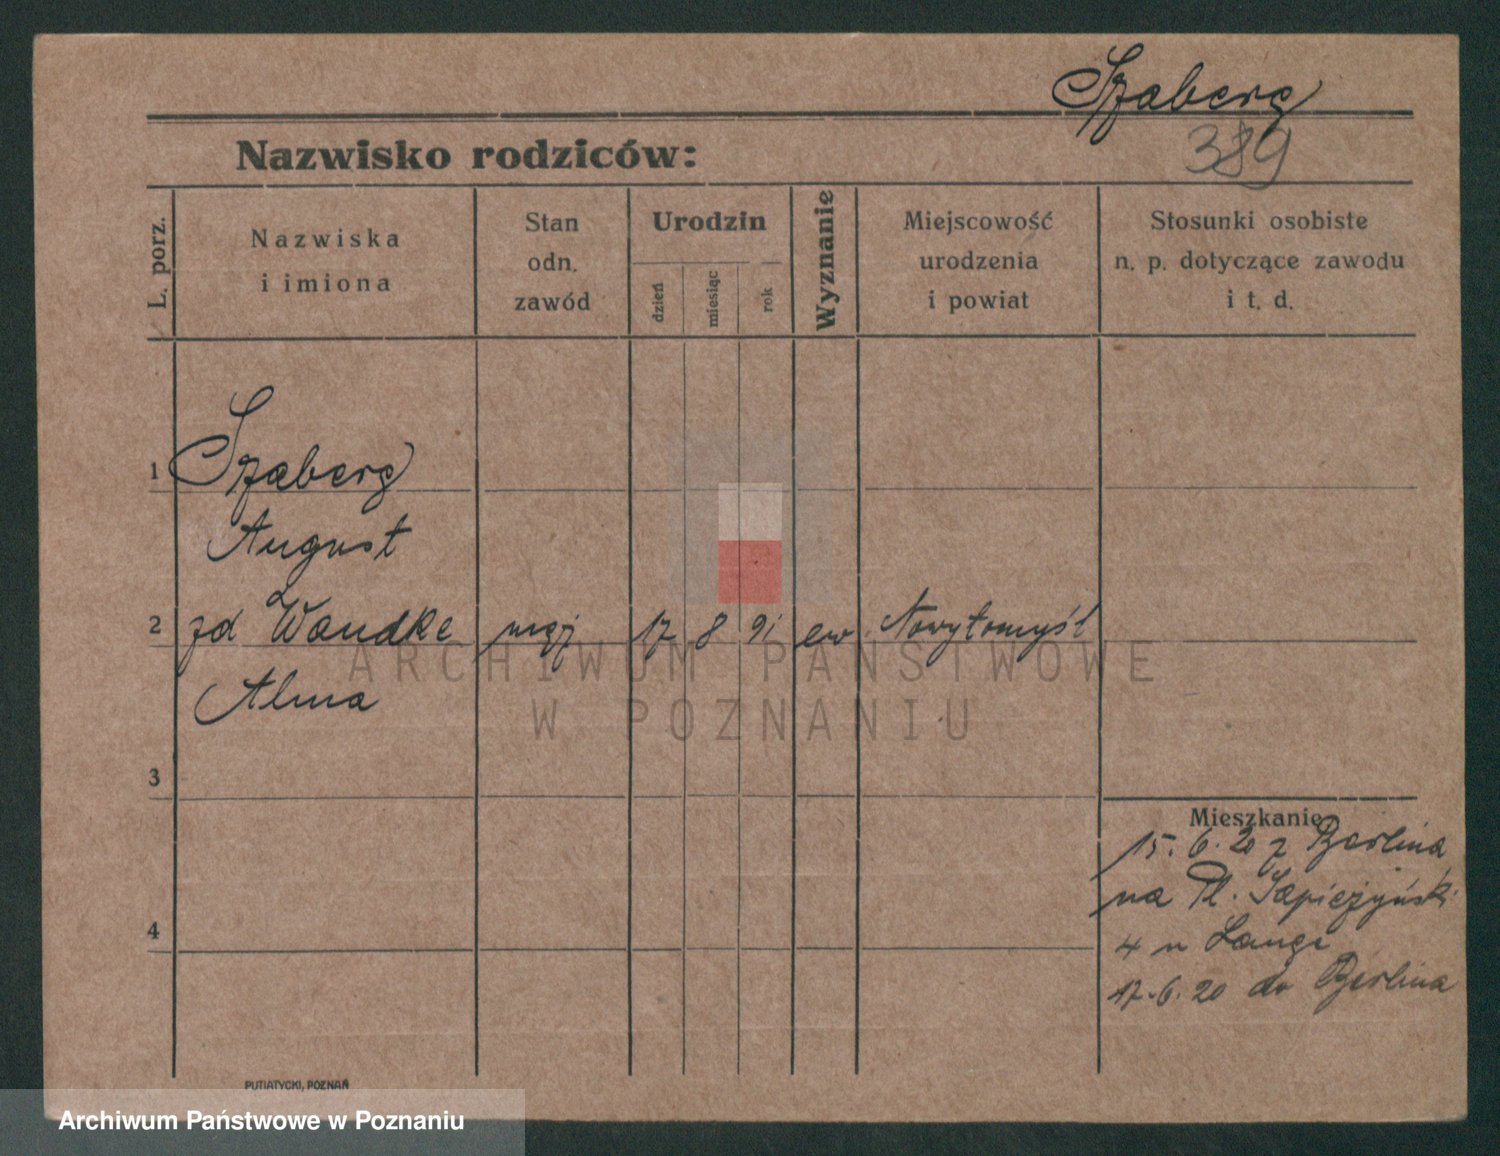 Szaberg
389
Nazwisko rodziców:
L. porz.
Nazwiska
i imiona
Stan
odn.
zawód
Urodzin
dzień
miesiąc
rok
Wyznanie
Miejscowość
urodzenia
i powiat
Stosunki osobiste
n. p. dotyczące zawodu
i t. d.
1
Szaberg
August
2 zd Wandke 17 8 91 ew Nowytomyśl
Alma
3
4
Mieszkanie
15. 6. 20 z Berlina
na Pl. Sapieżyński
4 u Lange
17. 6. 20 do Berlina
PUTIATYCKI, POZNAŃ
ARCHIWUM PAŃSTWOWE
W POZNANIU
Archiwum Państwowe w Poznaniu